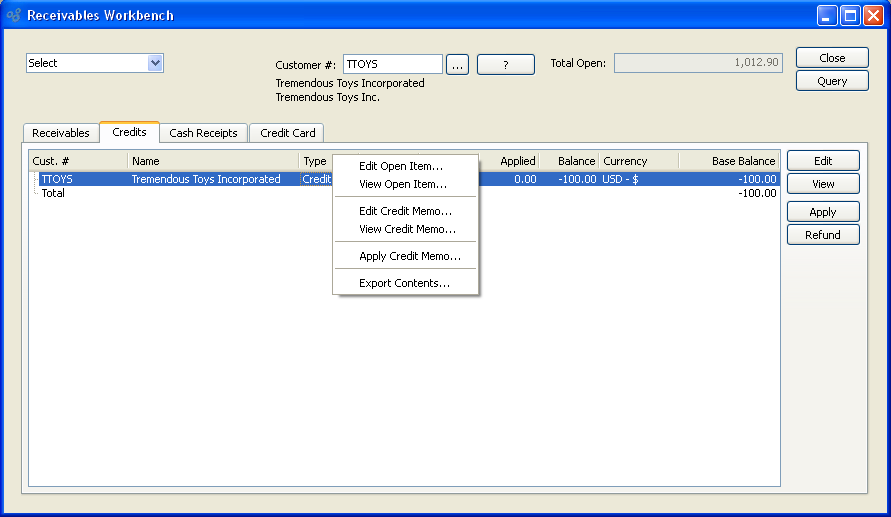 Receivables Workbench
Select
Customer #: TTOYS ... ? Total Open: 1,012.90 Close
Query
Tremendous Toys Incorporated
Tremendous Toys Inc.
Receivables Credits Cash Receipts Credit Card
Cust. # Name Type Applied Balance Currency Base Balance
TTOYS Tremendous Toys Incorporated Credit 0.00 -100.00 USD - $ -100.00
Total -100.00
Edit Open Item...
View Open Item...
Edit Credit Memo...
View Credit Memo...
Apply Credit Memo...
Export Contents...
Edit
View
Apply
Refund